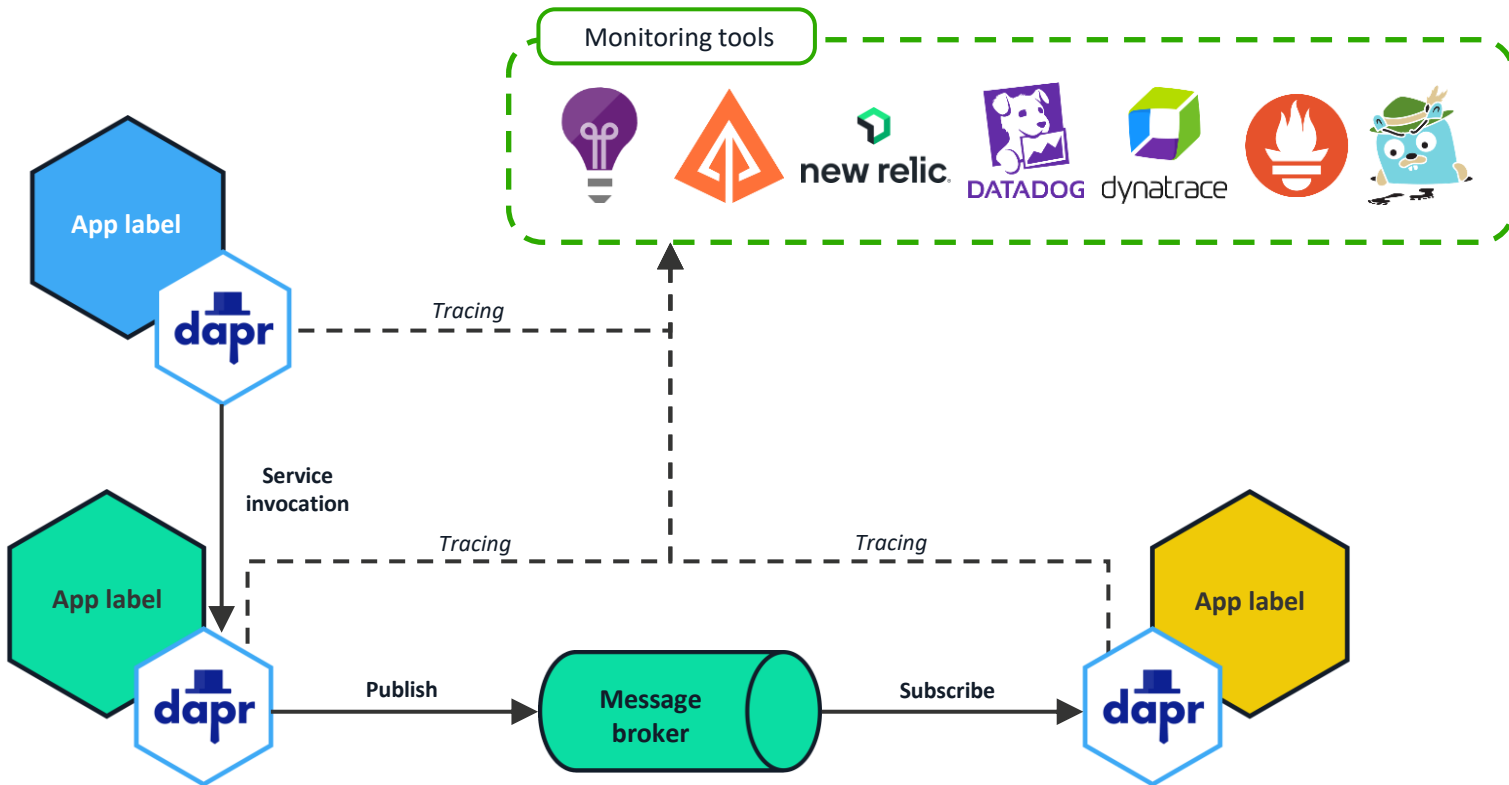 Monitoring tools
new relic.
DATADOG
dynatrace
App label
dapr
Tracing
Service
invocation
Tracing
Tracing
App label
App label
dapr
Publish
Message
broker
Subscribe
dapr